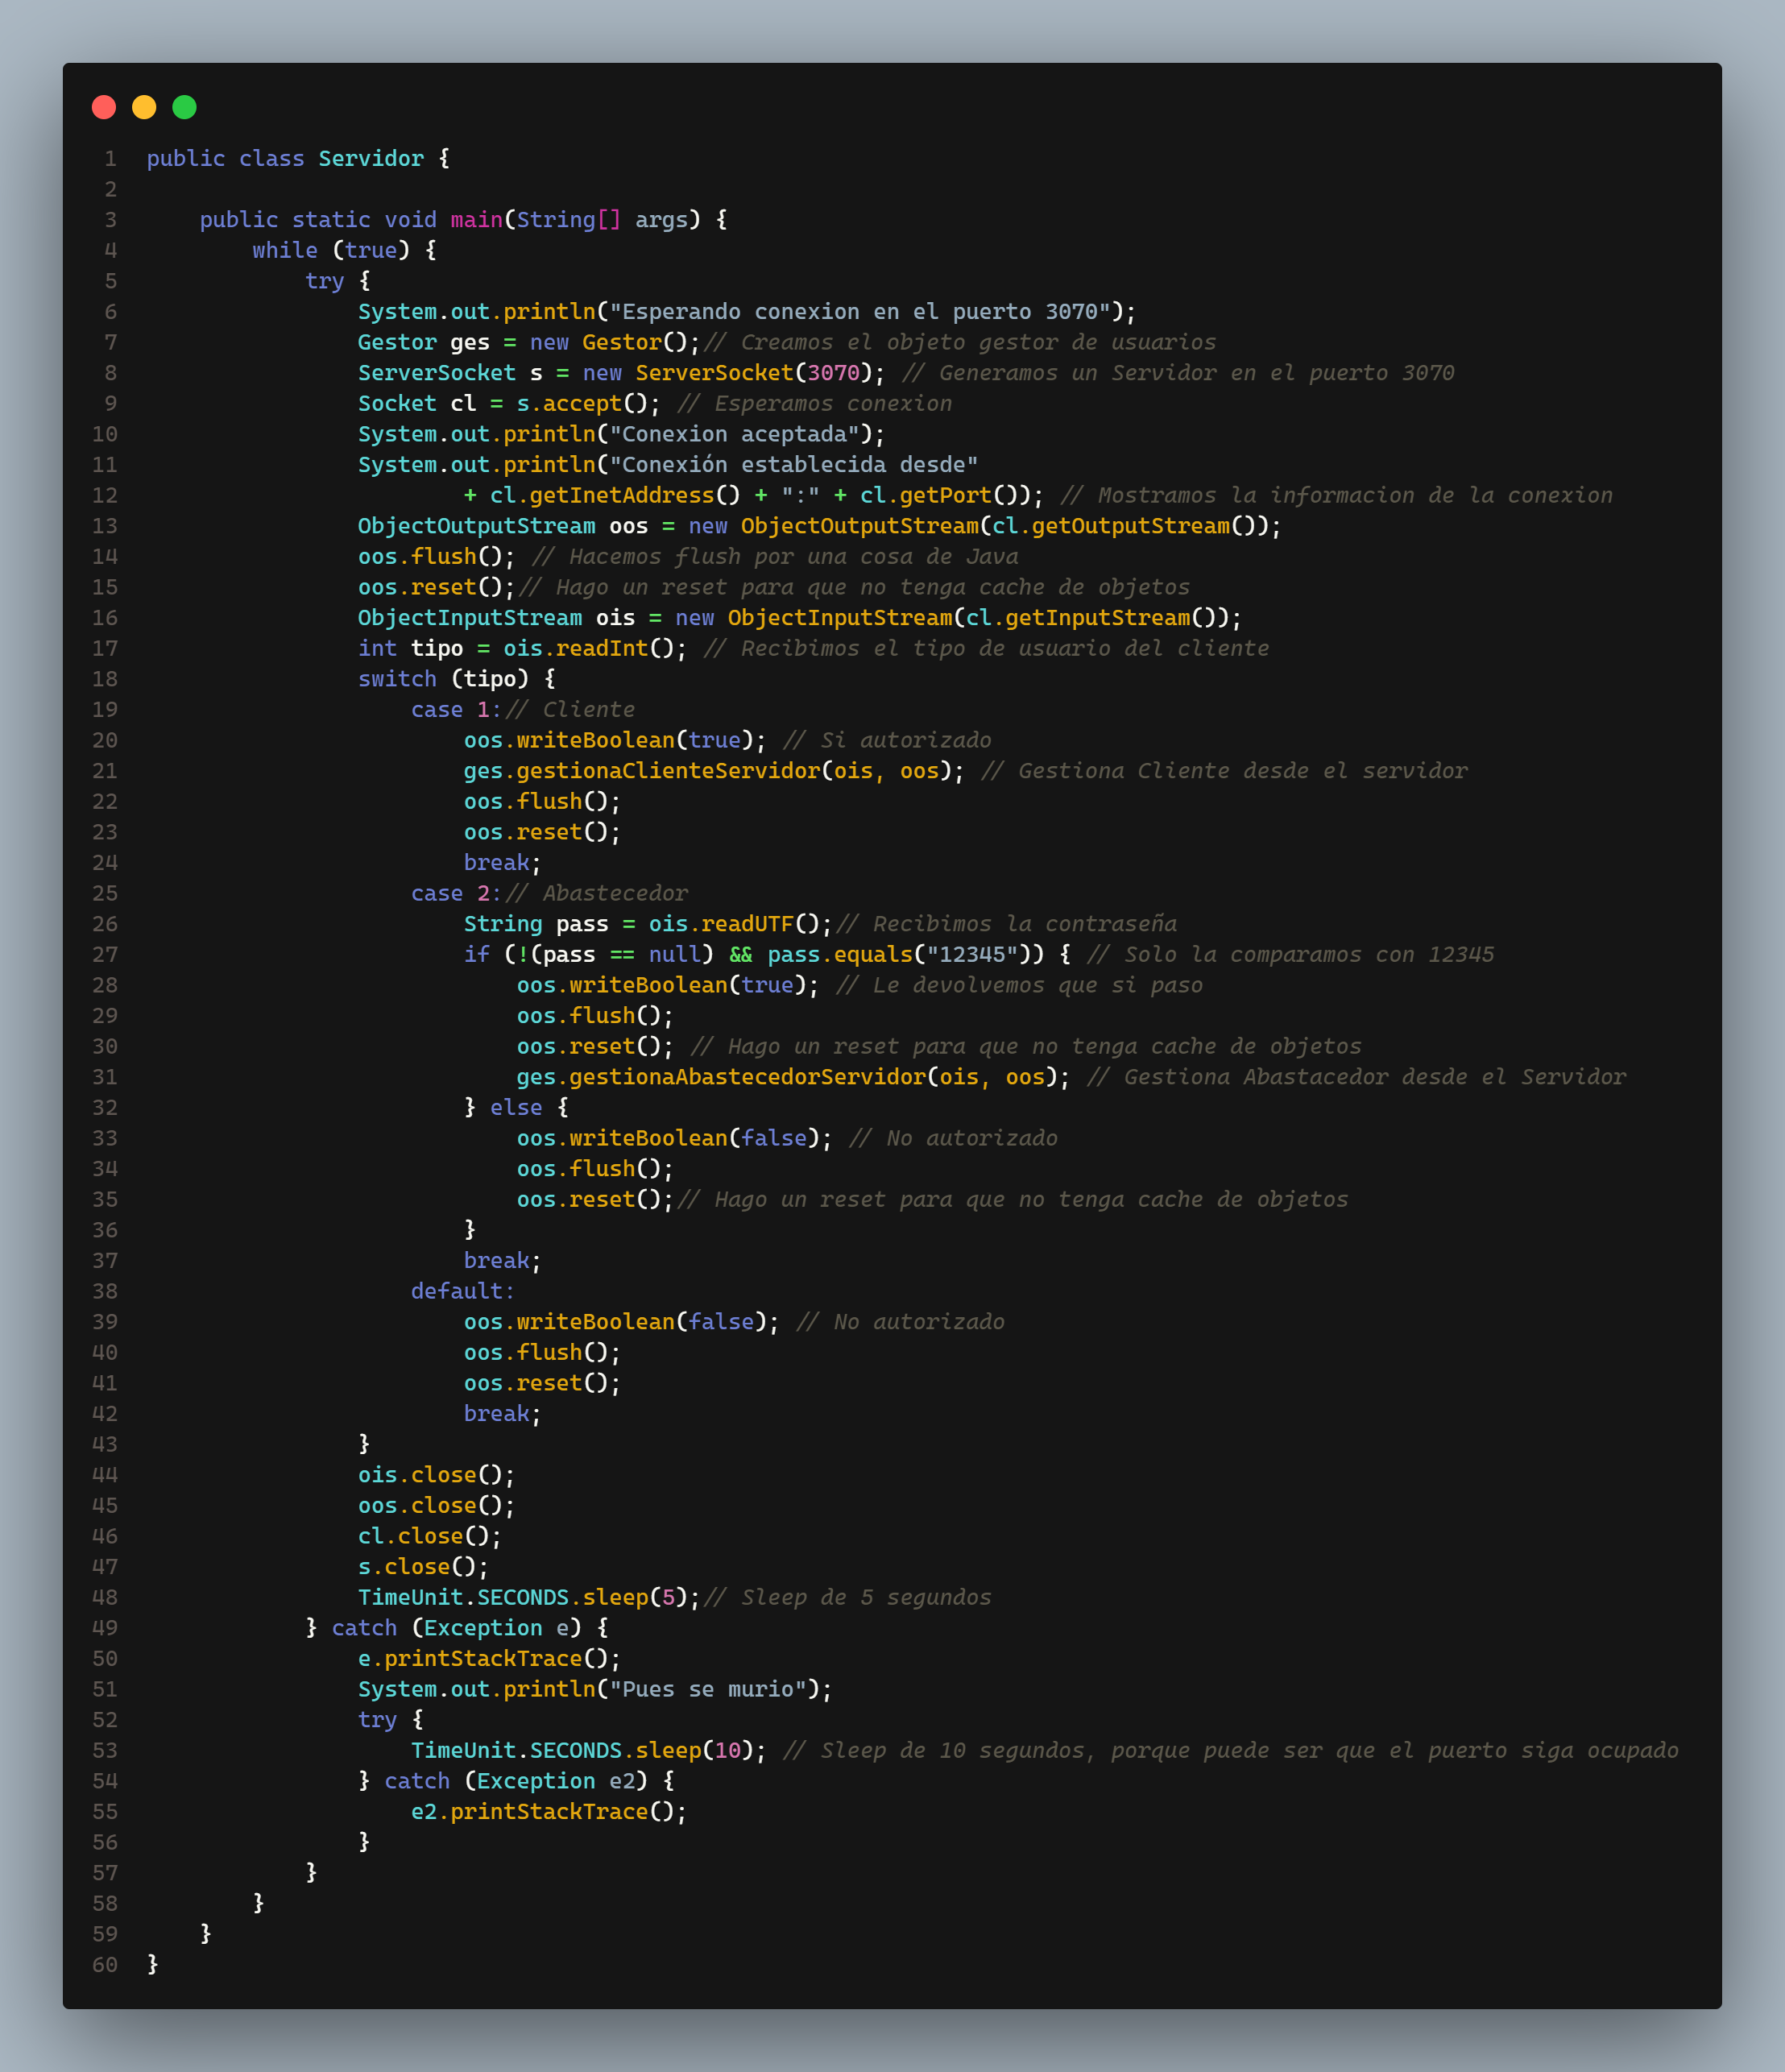 1 public class Servidor {
2
3     public static void main(String[] args) {
4         while (true) {
5             try {
6                 System.out.println("Esperando conexion en el puerto 3070");
7                 Gestor ges = new Gestor();// Creamos el objeto gestor de usuarios
8                 ServerSocket s = new ServerSocket(3070); // Generamos un Servidor en el puerto 3070
9                 Socket cl = s.accept(); // Esperamos conexion
10                 System.out.println("Conexion aceptada");
11                 System.out.println("Conexión establecida desde"
12                         + cl.getInetAddress() + ":" + cl.getPort()); // Mostramos la informacion de la conexion
13                 ObjectOutputStream oos = new ObjectOutputStream(cl.getOutputStream());
14                 oos.flush(); // Hacemos flush por una cosa de Java
15                 oos.reset();// Hago un reset para que no tenga cache de objetos
16                 ObjectInputStream ois = new ObjectInputStream(cl.getInputStream());
17                 int tipo = ois.readInt(); // Recibimos el tipo de usuario del cliente
18                 switch (tipo) {
19                     case 1:// Cliente
20                         oos.writeBoolean(true); // Si autorizado
21                         ges.gestionaClienteServidor(ois, oos); // Gestiona Cliente desde el servidor
22                         oos.flush();
23                         oos.reset();
24                         break;
25                     case 2:// Abastecedor
26                         String pass = ois.readUTF();// Recibimos la contraseña
27                         if (!(pass == null) && pass.equals("12345")) { // Solo la comparamos con 12345
28                             oos.writeBoolean(true); // Le devolvemos que si paso
29                             oos.flush();
30                             oos.reset(); // Hago un reset para que no tenga cache de objetos
31                             ges.gestionaAbastecedorServidor(ois, oos); // Gestiona Abastacedor desde el Servidor
32                         } else {
33                             oos.writeBoolean(false); // No autorizado
34                             oos.flush();
35                             oos.reset();// Hago un reset para que no tenga cache de objetos
36                         }
37                         break;
38                     default:
39                         oos.writeBoolean(false); // No autorizado
40                         oos.flush();
41                         oos.reset();
42                         break;
43                 }
44                 ois.close();
45                 oos.close();
46                 cl.close();
47                 s.close();
48                 TimeUnit.SECONDS.sleep(5);// Sleep de 5 segundos
49             } catch (Exception e) {
50                 e.printStackTrace();
51                 System.out.println("Pues se murio");
52                 try {
53                     TimeUnit.SECONDS.sleep(10); // Sleep de 10 segundos, porque puede ser que el puerto siga ocupado
54                 } catch (Exception e2) {
55                     e2.printStackTrace();
56                 }
57             }
58         }
59     }
60 }